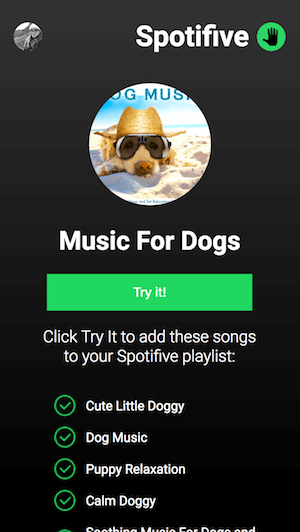 Spotifive
OG MUSI
Music For Dogs
Try it!
Click Try It to add these songs
to your Spotifive playlist:
Cute Little Doggy
Dog Music
Puppy Relaxation
Calm Doggy
Soothing Music For Dogs and